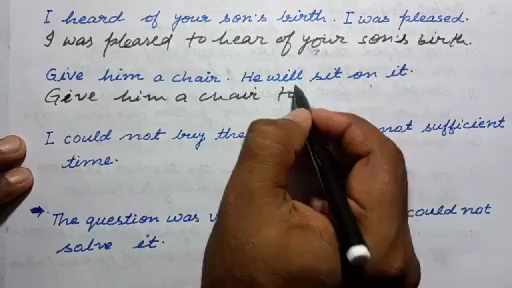 I heard of your son's birth. I was pleased.
I was pleased to hear of your son's birth.
Give him a chair. He will sit on it.
Give him a chair to
I could not buy the not sufficient
time.
The question was could not
solve it.